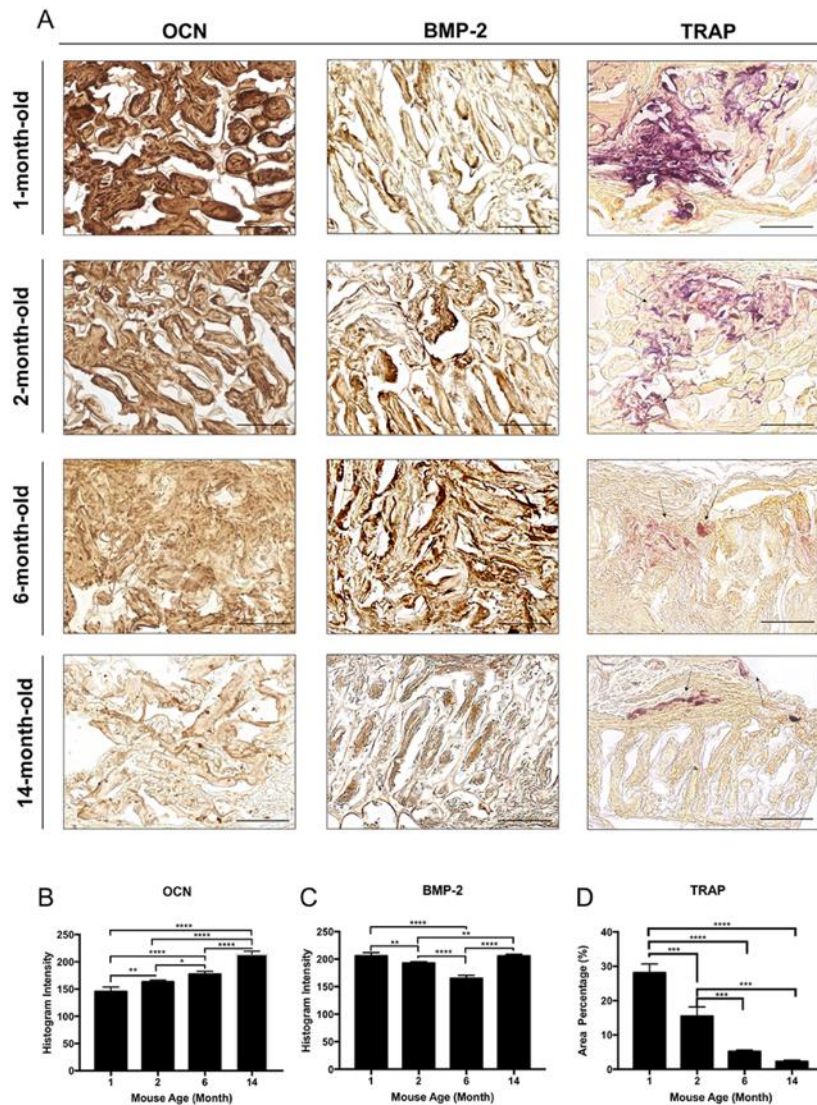 A
OCN BMP-2 TRAP
1-month-old
2-month-old
6-month-old
14-month-old
B OCN
Histogram Intensity
250
200
150
100
50
0
****
****
**** ****
** *
1 2 6 14
Mouse Age (Month)
C BMP-2
Histogram Intensity
250
200
150
100
50
0
****
** **
**** ****
1 2 6 14
Mouse Age (Month)
D TRAP
Area Percentage (%)
40
30
20
10
0
****
****
***
***
***
1 2 6 14
Mouse Age (Month)